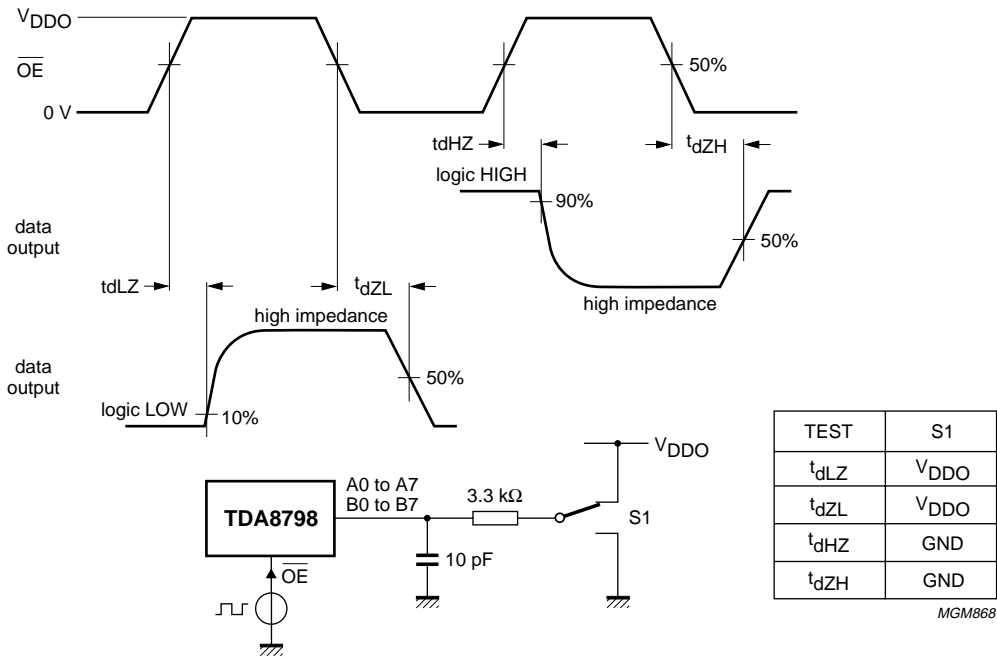 VDDO
OE
50%
0 V
tdHZ
tdZH
logic HIGH
90%
data
output
50%
tdLZ
tdZL
high impedance
high impedance
data
output
50%
logic LOW
10%
VDDO
A0 to A7
B0 to B7
3.3 kΩ
TDA8798
S1
10 pF
OE
TEST S1
tdLZ VDDO
tdZL VDDO
tdHZ GND
tdZH GND
MGM868